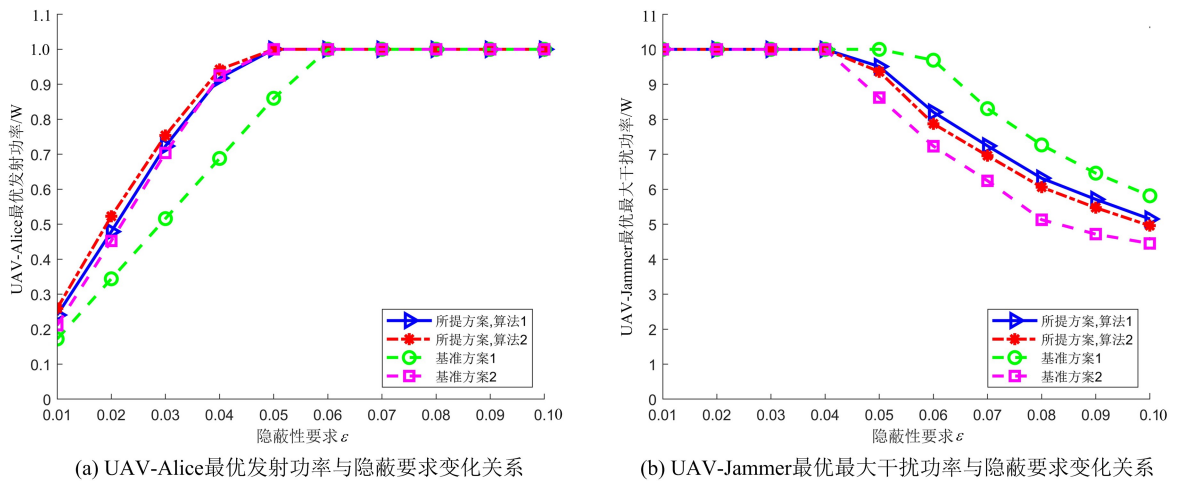 1.1
1.0
0.9
0.8
0.7
0.6
0.5
0.4
0.3
0.2
0.1
0
UAV-Alice最优发射功率/W
所提方案,算法1
所提方案,算法2
基准方案1
基准方案2
0.01 0.02 0.03 0.04 0.05 0.06 0.07 0.08 0.09 0.10
隐蔽性要求ε
(a) UAV-Alice最优发射功率与隐蔽要求变化关系
11
10
9
8
7
6
5
4
3
2
1
0
UAV-Jammer最优最大干扰功率/W
所提方案,算法1
所提方案,算法2
基准方案1
基准方案2
0.01 0.02 0.03 0.04 0.05 0.06 0.07 0.08 0.09 0.10
隐蔽性要求ε
(b) UAV-Jammer最优最大干扰功率与隐蔽要求变化关系